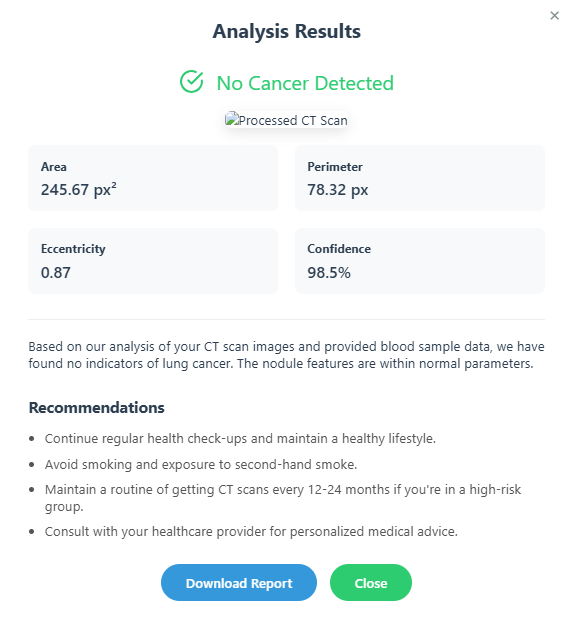 ×
Analysis Results
No Cancer Detected
Processed CT Scan
Area
245.67 px²
Perimeter
78.32 px
Eccentricity
0.87
Confidence
98.5%
Based on our analysis of your CT scan images and provided blood sample data, we have
found no indicators of lung cancer. The nodule features are within normal parameters.
Recommendations
• Continue regular health check-ups and maintain a healthy lifestyle.
• Avoid smoking and exposure to second-hand smoke.
• Maintain a routine of getting CT scans every 12-24 months if you're in a high-risk
group.
• Consult with your healthcare provider for personalized medical advice.
Download Report
Close